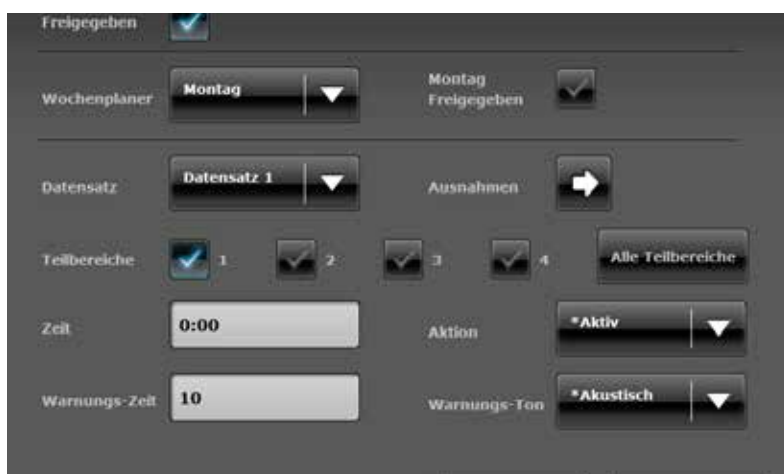 Freigegeben
Wochenplaner Montag Montag Freigegeben
Datensatz Datensatz 1 Ausnahmen
Teilbereiche 1 2 3 4 Alle Teilbereiche
Zeit 0:00 Aktion *Aktiv
Warnungs-Zeit 10 Warnungs-Ton *Akustisch